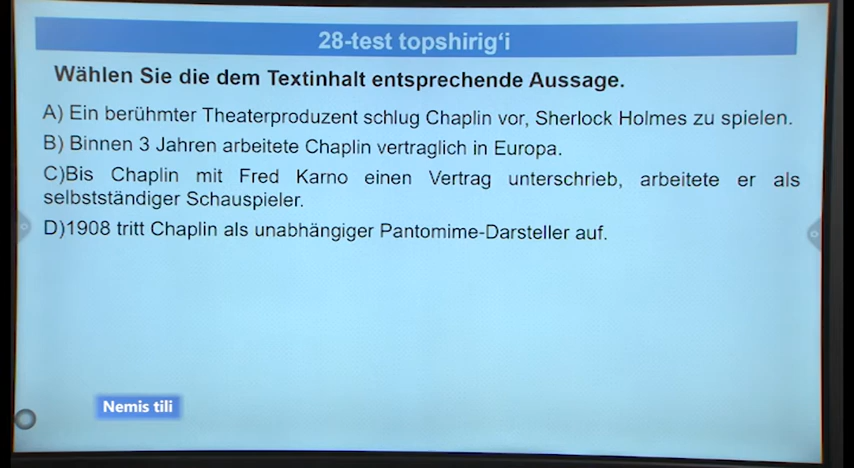 28-test topshirig‘i
Wählen Sie die dem Textinhalt entsprechende Aussage.
A) Ein berühmter Theaterproduzent schlug Chaplin vor, Sherlock Holmes zu spielen.
B) Binnen 3 Jahren arbeitete Chaplin vertraglich in Europa.
C)Bis Chaplin mit Fred Karno einen Vertrag unterschrieb, arbeitete er als
selbstständiger Schauspieler.
D)1908 tritt Chaplin als unabhängiger Pantomime-Darsteller auf.
Nemis tili